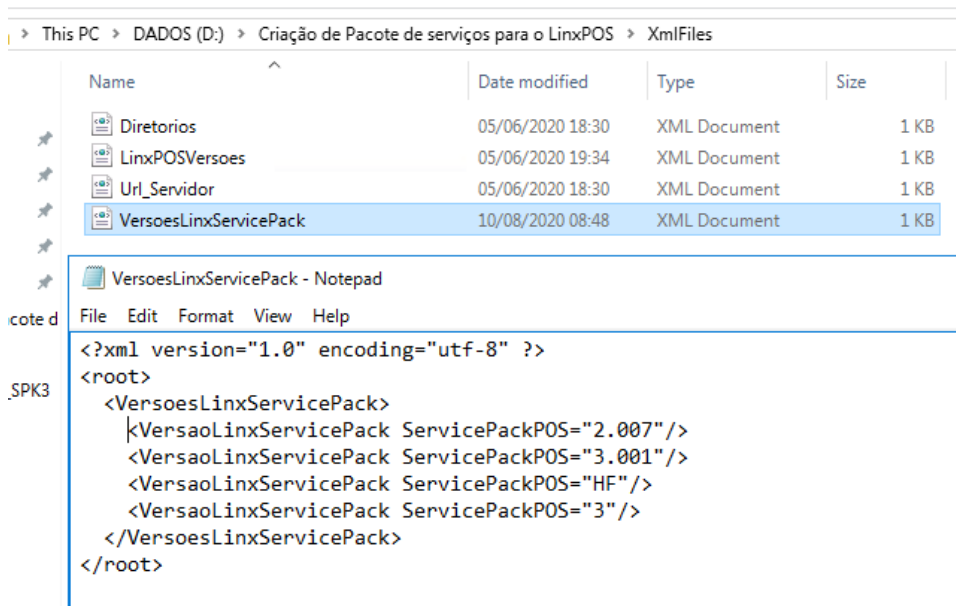 > This PC > DADOS (D:) > Criação de Pacote de serviços para o LinxPOS > XmlFiles
Name Date modified Type Size
Diretorios 05/06/2020 18:30 XML Document 1 KB
LinxPOSVersoes 05/06/2020 19:34 XML Document 1 KB
Url_Servidor 05/06/2020 18:30 XML Document 1 KB
VersoesLinxServicePack 10/08/2020 08:48 XML Document 1 KB
VersoesLinxServicePack - Notepad
cote d
File Edit Format View Help
_SPK3
<?xml version="1.0" encoding="utf-8" ?>
<root>
<VersoesLinxServicePack>
<VersaoLinxServicePack ServicePackPOS="2.007"/>
<VersaoLinxServicePack ServicePackPOS="3.001"/>
<VersaoLinxServicePack ServicePackPOS="HF"/>
<VersaoLinxServicePack ServicePackPOS="3"/>
</VersoesLinxServicePack>
</root>